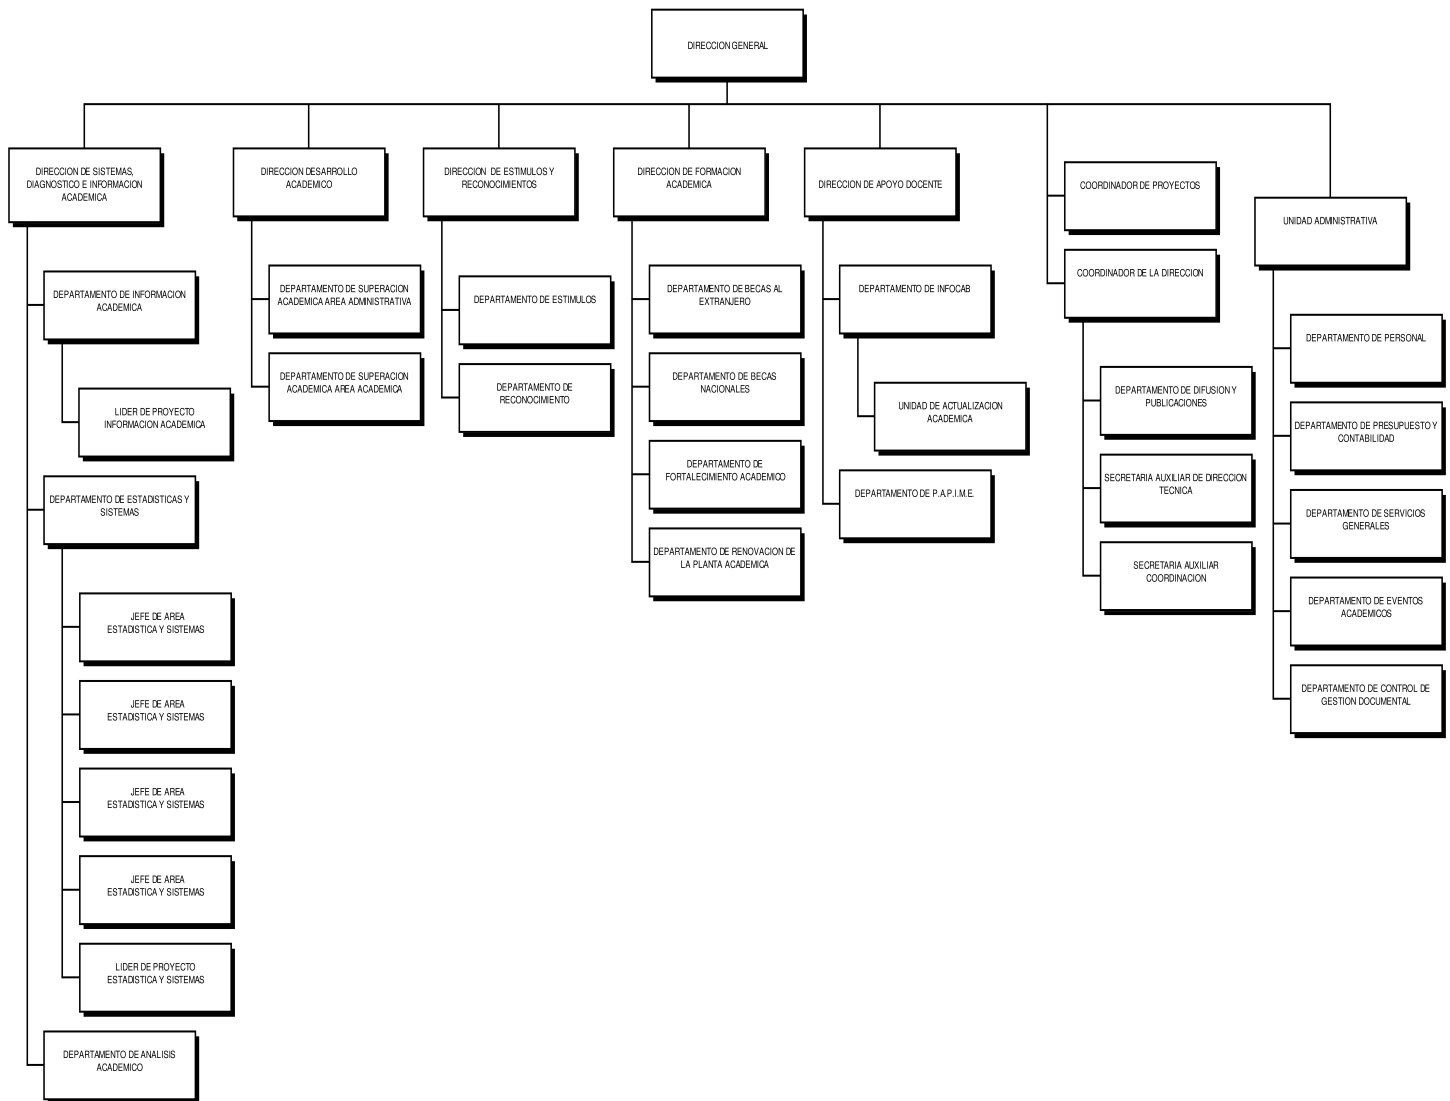 DIRECCION GENERAL
DIRECCION DE SISTEMAS,
DIAGNOSTICO E INFORMACION
ACADEMICA
DEPARTAMENTO DE INFORMACION
ACADEMICA
LIDER DE PROYECTO
INFORMACION ACADEMICA
DEPARTAMENTO DE ESTADISTICAS Y
SISTEMAS
JEFE DE AREA
ESTADISTICA Y SISTEMAS
JEFE DE AREA
ESTADISTICA Y SISTEMAS
JEFE DE AREA
ESTADISTICA Y SISTEMAS
JEFE DE AREA
ESTADISTICA Y SISTEMAS
LIDER DE PROYECTO
ESTADISTICA Y SISTEMAS
DEPARTAMENTO DE ANALISIS
ACADEMICO
DIRECCION DESARROLLO
ACADEMICO
DEPARTAMENTO DE SUPERACION
ACADEMICA AREA ADMINISTRATIVA
DEPARTAMENTO DE SUPERACION
ACADEMICA AREA ACADEMICA
DIRECCION DE ESTIMULOS Y
RECONOCIMIENTOS
DEPARTAMENTO DE ESTIMULOS
DEPARTAMENTO DE
RECONOCIMIENTO
DIRECCION DE FORMACION
ACADEMICA
DEPARTAMENTO DE BECAS AL
EXTRANJERO
DEPARTAMENTO DE BECAS
NACIONALES
DEPARTAMENTO DE
FORTALECIMIENTO ACADEMICO
DEPARTAMENTO DE RENOVACION DE
LA PLANTA ACADEMICA
DIRECCION DE APOYO DOCENTE
DEPARTAMENTO DE INFOCAB
UNIDAD DE ACTUALIZACION
ACADEMICA
DEPARTAMENTO DE P.A.P.I.M.E.
COORDINADOR DE PROYECTOS
COORDINADOR DE LA DIRECCION
DEPARTAMENTO DE DIFUSION Y
PUBLICACIONES
SECRETARIA AUXILIAR DE DIRECCION
TECNICA
SECRETARIA AUXILIAR
COORDINACION
UNIDAD ADMINISTRATIVA
DEPARTAMENTO DE PERSONAL
DEPARTAMENTO DE PRESUPUESTO Y
CONTABILIDAD
DEPARTAMENTO DE SERVICIOS
GENERALES
DEPARTAMENTO DE EVENTOS
ACADEMICOS
DEPARTAMENTO DE CONTROL DE
GESTION DOCUMENTAL